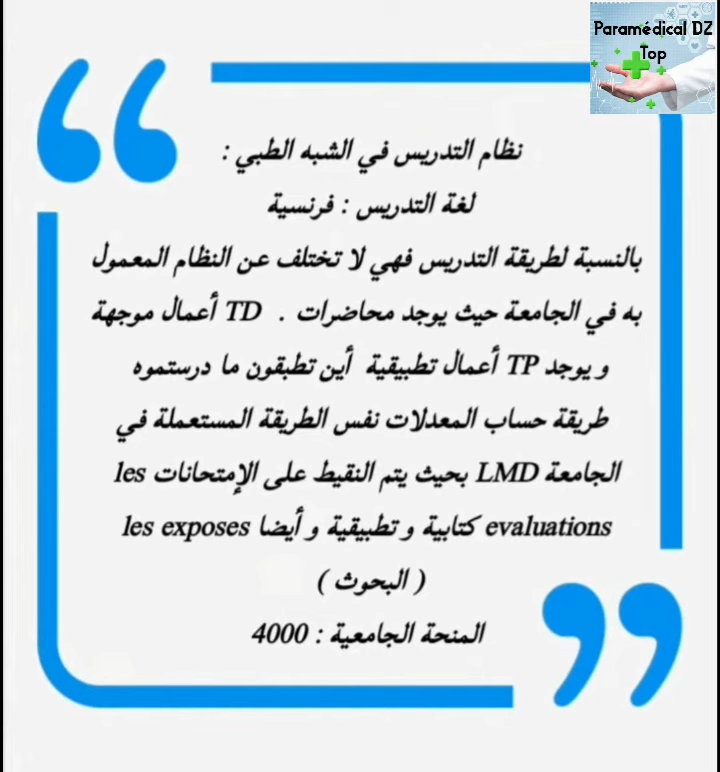 Paramédical DZ
Top
نظام التدريس في الشبه الطبي :
لغة التدريس : فرنسية
بالنسبة لطريقة التدريس فهي لا تختلف عن النظام المعمول
به في الجامعة حيث يوجد محاضرات . TD أعمال موجهة
و يوجد TP أعمال تطبيقية أين تطبقون ما درستموه
طريقة حساب المعدلات نفس الطريقة المستعملة في
الجامعة LMD بحيث يتم النقيط على الإمتحانات les
evaluations كتابية و تطبيقية و أيضا les exposes
( البحوث )
المنحة الجامعية : 4000